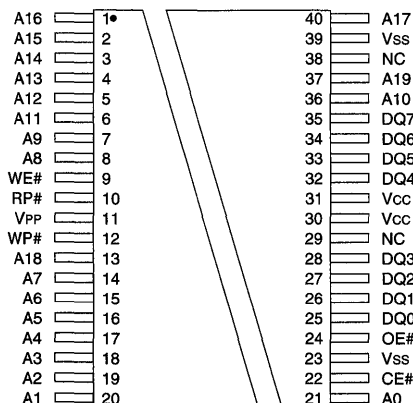 A16 1 40 A17
A15 2 39 Vss
A14 3 38 NC
A13 4 37 A19
A12 5 36 A10
A11 6 35 DQ7
A9 7 34 DQ6
A8 8 33 DQ5
WE# 9 32 DQ4
RP# 10 31 Vcc
VPP 11 30 Vcc
WP# 12 29 NC
A18 13 28 DQ3
A7 14 27 DQ2
A6 15 26 DQ1
A5 16 25 DQ0
A4 17 24 OE#
A3 18 23 Vss
A2 19 22 CE#
A1 20 21 A0